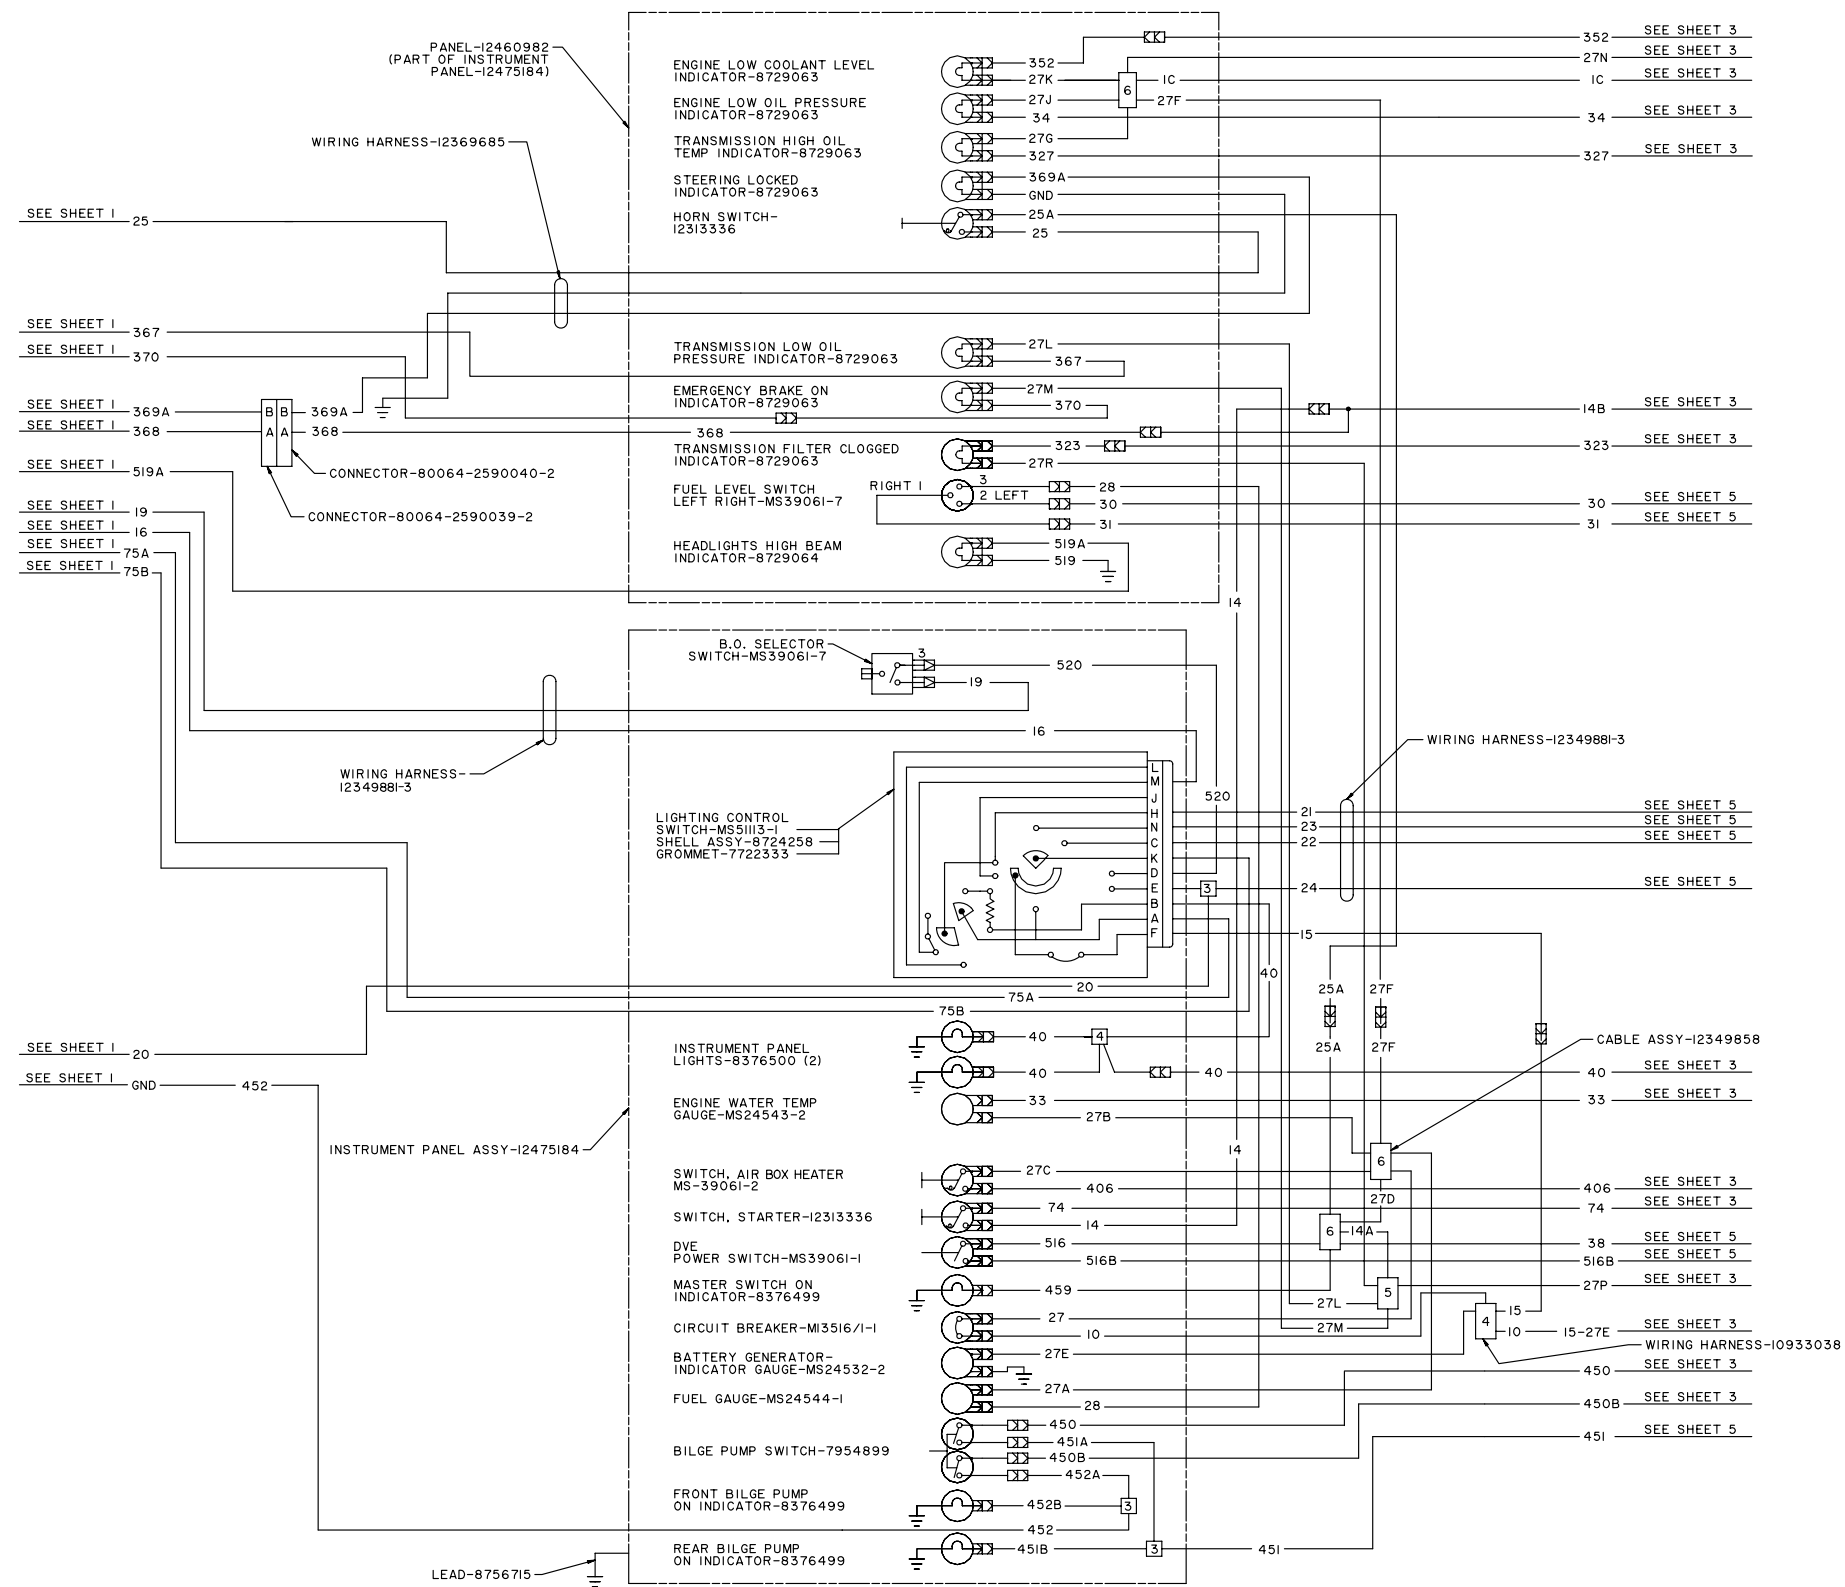 PANEL-12460982
(PART OF INSTRUMENT
PANEL-12475184)
WIRING HARNESS-12369685
ENGINE LOW COOLANT LEVEL
INDICATOR-8729063
352
27K
6
1C
27F
352 SEE SHEET 3
27N SEE SHEET 3
1C SEE SHEET 3
ENGINE LOW OIL PRESSURE
INDICATOR-8729063
27J
34
34 SEE SHEET 3
TRANSMISSION HIGH OIL
TEMP INDICATOR-8729063
27G
327
327 SEE SHEET 3
STEERING LOCKED
INDICATOR-8729063
369A
GND
HORN SWITCH-
12313336
25A
25
SEE SHEET 1 25
SEE SHEET 1 367
SEE SHEET 1 370
TRANSMISSION LOW OIL
PRESSURE INDICATOR-8729063
27L
367
EMERGENCY BRAKE ON
INDICATOR-8729063
27M
370
SEE SHEET 1 369A
B B
369A
SEE SHEET 1 368
A A
368
368
14B SEE SHEET 3
TRANSMISSION FILTER CLOGGED
INDICATOR-8729063
323
27R
323 SEE SHEET 3
CONNECTOR-80064-2590040-2
CONNECTOR-80064-2590039-2
SEE SHEET 1 519A
SEE SHEET 1 19
SEE SHEET 1 16
SEE SHEET 1 75A
SEE SHEET 1 75B
FUEL LEVEL SWITCH
LEFT RIGHT-MS39061-7
RIGHT 1
3
2 LEFT
28
30
31
30 SEE SHEET 5
31 SEE SHEET 5
HEADLIGHTS HIGH BEAM
INDICATOR-8729064
519A
519
14
B.O. SELECTOR
SWITCH-MS39061-7
3
520
19
16
WIRING HARNESS-
12349881-3
WIRING HARNESS-12349881-3
LIGHTING CONTROL
SWITCH-MS51113-1
SHELL ASSY-8724258
GROMMET-7722333
L
M
J
H
N
C
K
D
E
B
A
F
520
3
21 SEE SHEET 5
23 SEE SHEET 5
22 SEE SHEET 5
24 SEE SHEET 5
15
40
20
75A
75B
25A
27F
25A
27F
CABLE ASSY-12349858
SEE SHEET 1 20
SEE SHEET 1 GND 452
INSTRUMENT PANEL
LIGHTS-8376500 (2)
40
4
40
40
40 SEE SHEET 3
ENGINE WATER TEMP
GAUGE-MS24543-2
33
27B
33 SEE SHEET 3
INSTRUMENT PANEL ASSY-12475184
14
6
SWITCH, AIR BOX HEATER
MS-39061-2
27C
406
27D
406 SEE SHEET 3
SWITCH, STARTER-12313336
74
14
74 SEE SHEET 3
6
14A
DVE
POWER SWITCH-MS39061-1
516
516B
38 SEE SHEET 5
516B SEE SHEET 5
MASTER SWITCH ON
INDICATOR-8376499
459
27P SEE SHEET 3
5
27L
27M
CIRCUIT BREAKER-M13516/1-1
27
10
4
15
10
15-27E SEE SHEET 3
WIRING HARNESS-10933038
BATTERY GENERATOR-
INDICATOR GAUGE-MS24532-2
27E
450 SEE SHEET 3
FUEL GAUGE-MS24544-1
27A
28
450B SEE SHEET 3
BILGE PUMP SWITCH-7954899
450
451A
450B
452A
451 SEE SHEET 5
FRONT BILGE PUMP
ON INDICATOR-8376499
452B
3
452
REAR BILGE PUMP
ON INDICATOR-8376499
451B
3
451
LEAD-8756715